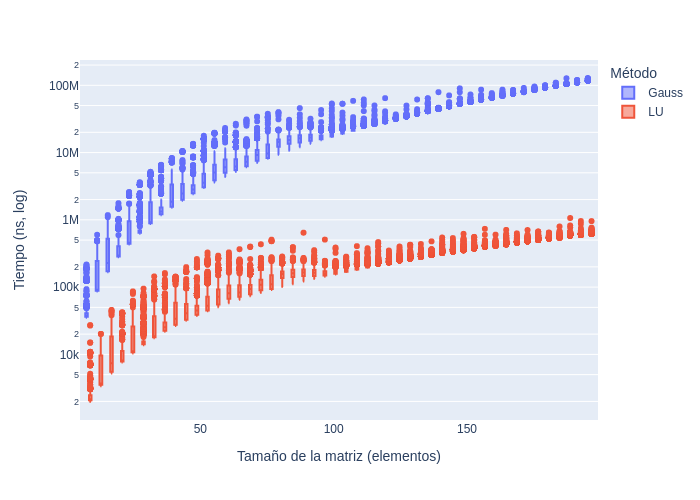 Método
Gauss
LU
2
100M
5
2
10M
5
2
1M
5
2
100k
5
2
10k
5
2
50
100
150
Tiempo (ns, log)
Tamaño de la matriz (elementos)